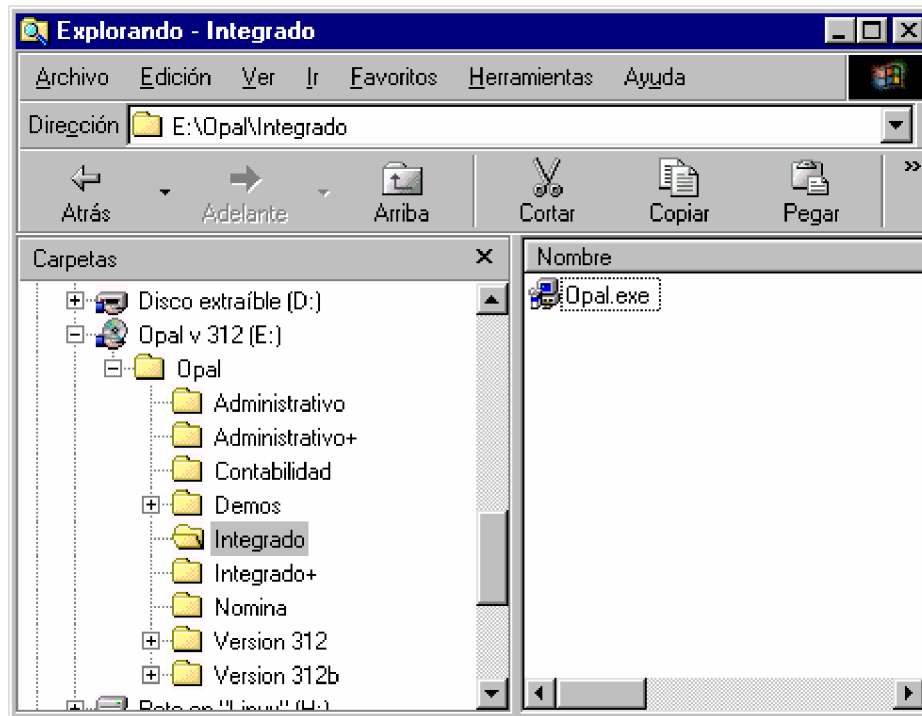 Explorando - Integrado
Archivo Edición Ver Ir Favoritos Herramientas Ayuda
Dirección E:\Opal\Integrado
Atrás Adelante Arriba Cortar Copiar Pegar »
Carpetas
Nombre
Opal.exe
Disco extraíble (D:)
Opal v 312 (E:)
Opal
Administrativo
Administrativo+
Contabilidad
Demos
Integrado
Integrado+
Nomina
Version 312
Version 312b
en "Linux" (H:)